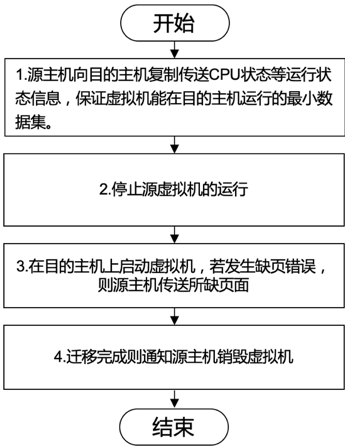 开始
1.源主机向目的主机复制传送CPU状态等运行状
态信息，保证虚拟机能在目的主机运行的最小数
据集。
2.停止源虚拟机的运行
3.在目的主机上启动虚拟机，若发生缺页错误，
则源主机传送所缺页面
4.迁移完成则通知源主机销毁虚拟机
结束